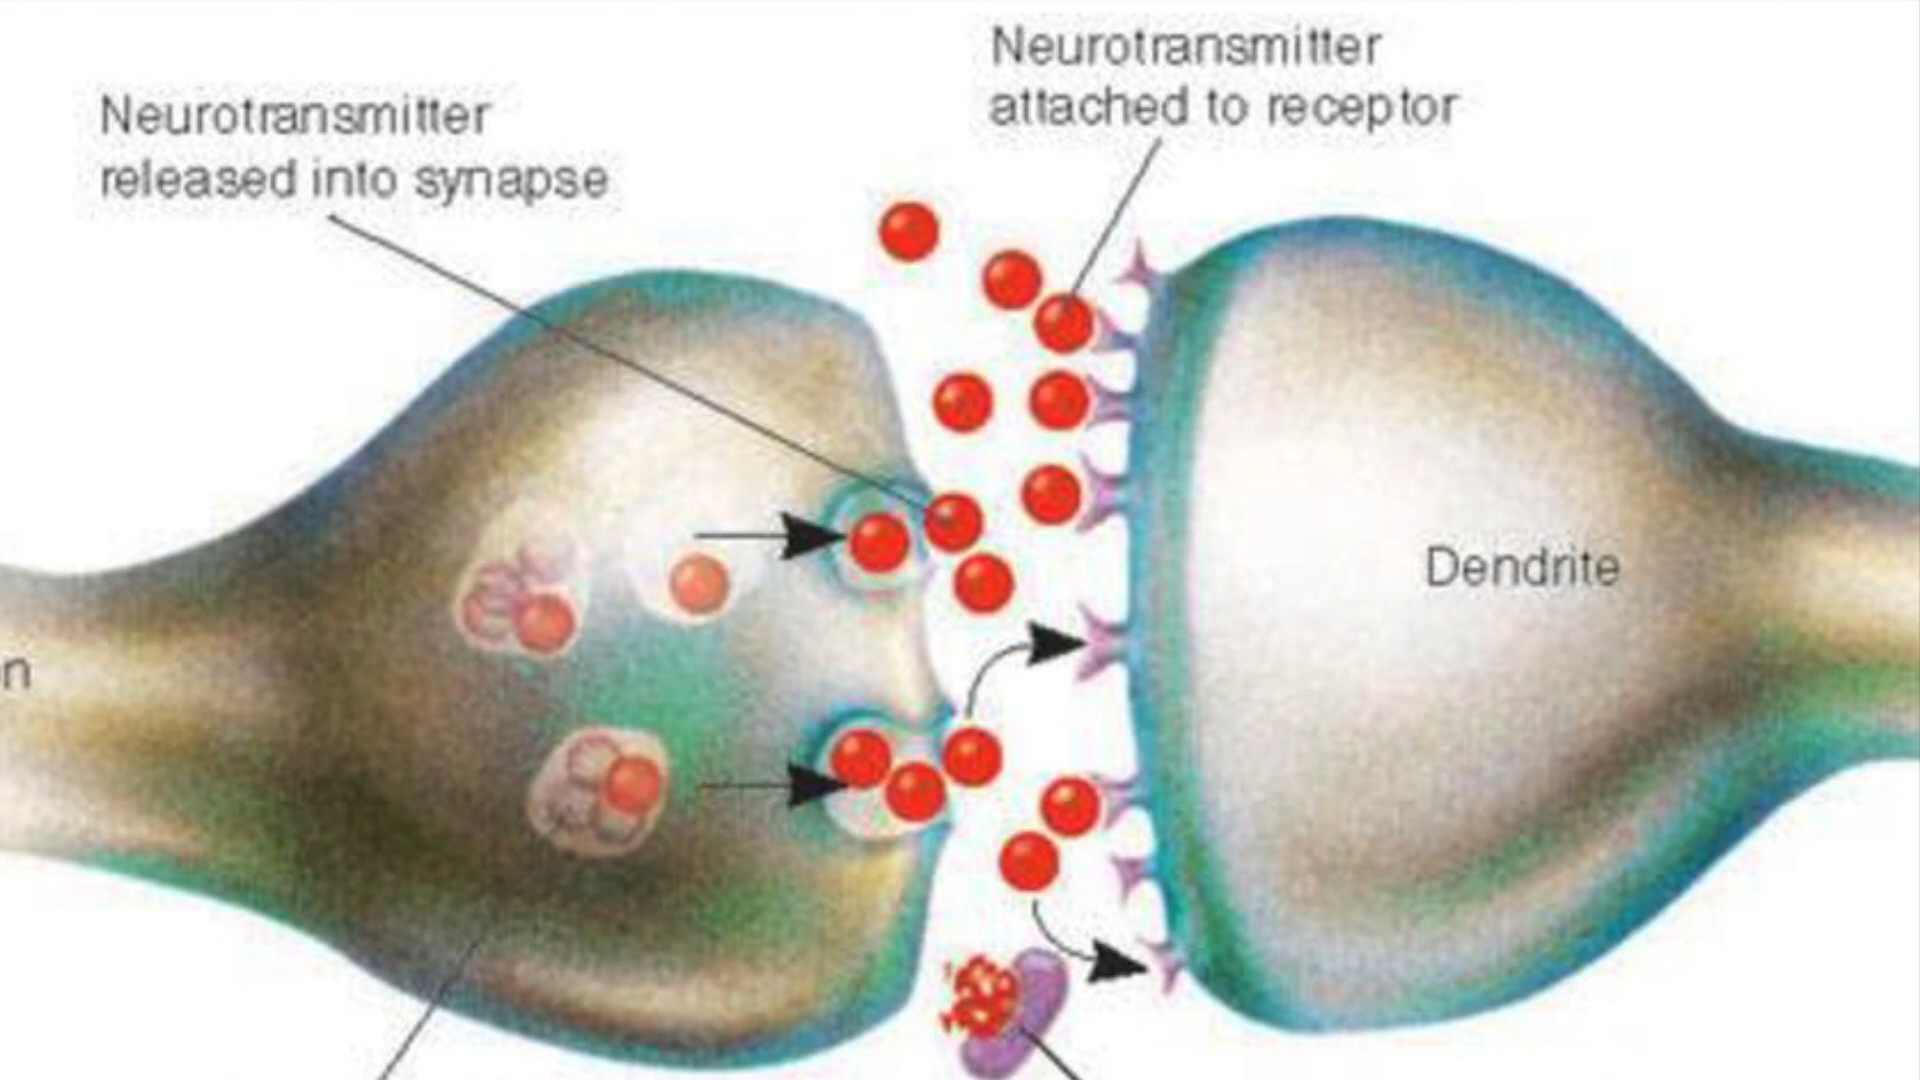 Neurotransmitter
attached to receptor
Neurotransmitter
released into synapse
Dendrite
n